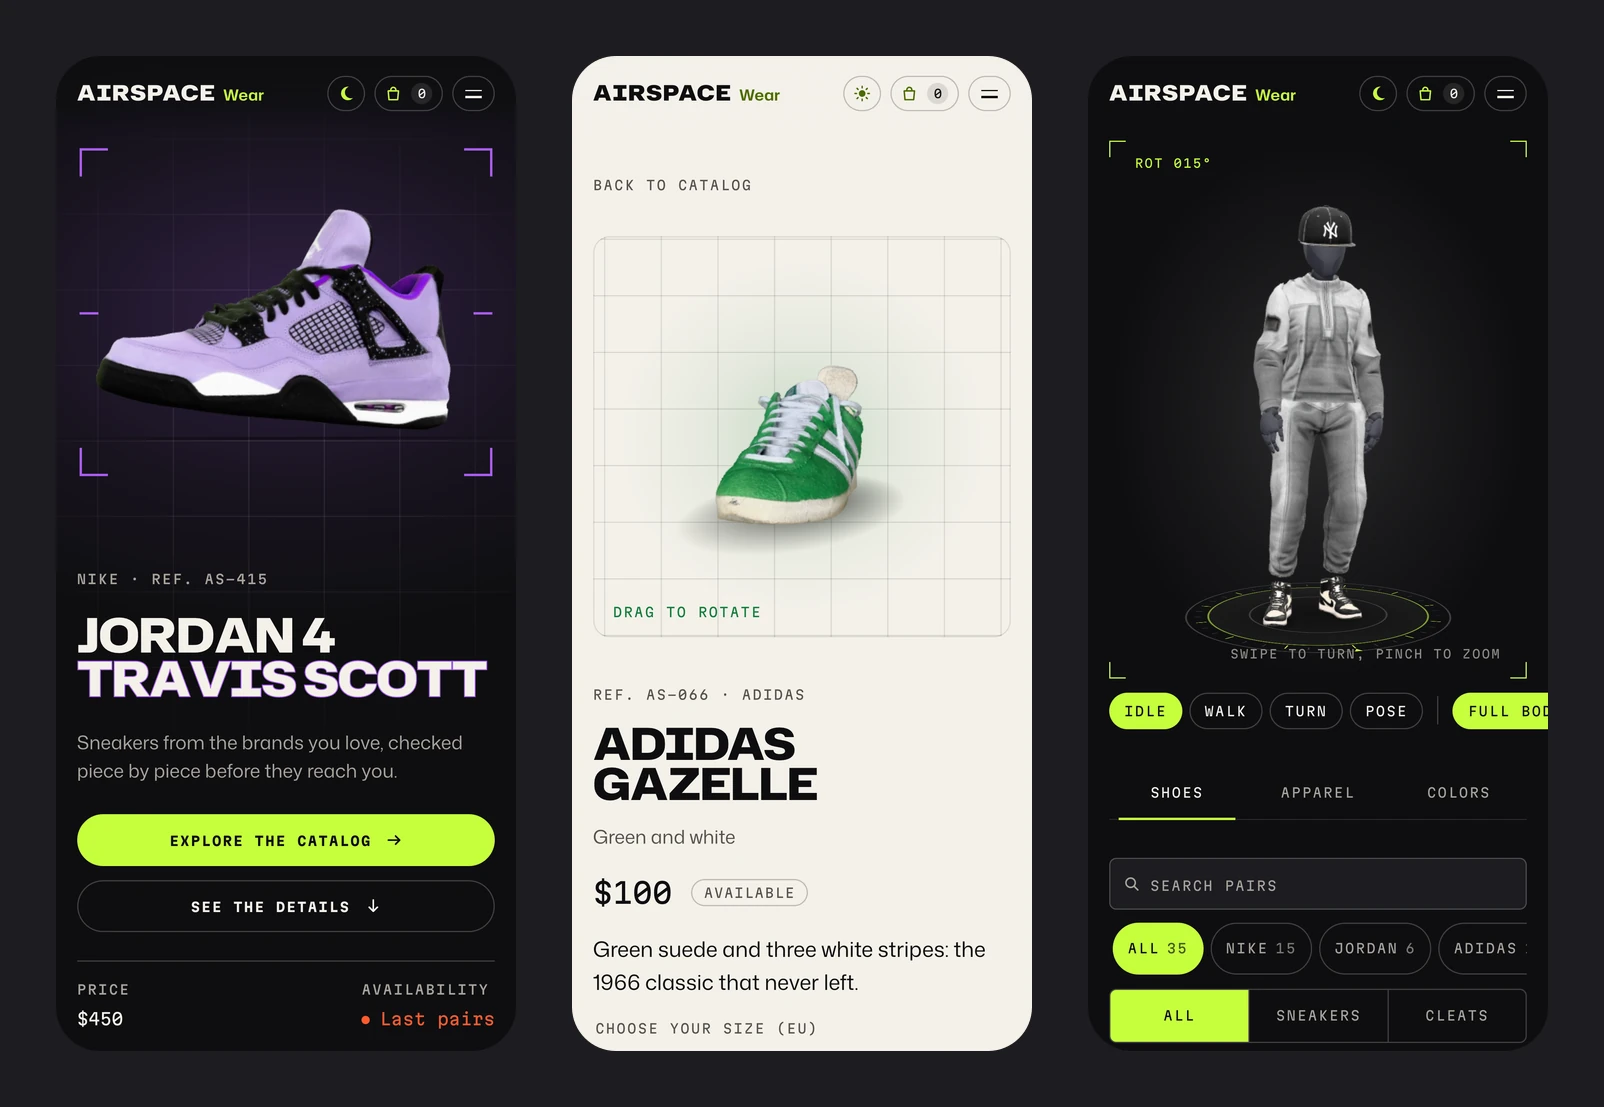 AIRSPACE Wear
0
NIKE · REF. AS-415
JORDAN 4
TRAVIS SCOTT
Sneakers from the brands you love, checked
piece by piece before they reach you.
EXPLORE THE CATALOG →
SEE THE DETAILS ↓
PRICE
$450
AVAILABILITY
Last pairs
AIRSPACE Wear
0
BACK TO CATALOG
DRAG TO ROTATE
REF. AS-066 · ADIDAS
ADIDAS
GAZELLE
Green and white
$100 AVAILABLE
Green suede and three white stripes: the
1966 classic that never left.
CHOOSE YOUR SIZE (EU)
AIRSPACE Wear
0
ROT 015°
NY
SWIPE TO TURN, PINCH TO ZOOM
IDLE WALK TURN POSE FULL BOD
SHOES APPAREL COLORS
SEARCH PAIRS
ALL 35 NIKE 15 JORDAN 6 ADIDAS
ALL SNEAKERS CLEATS